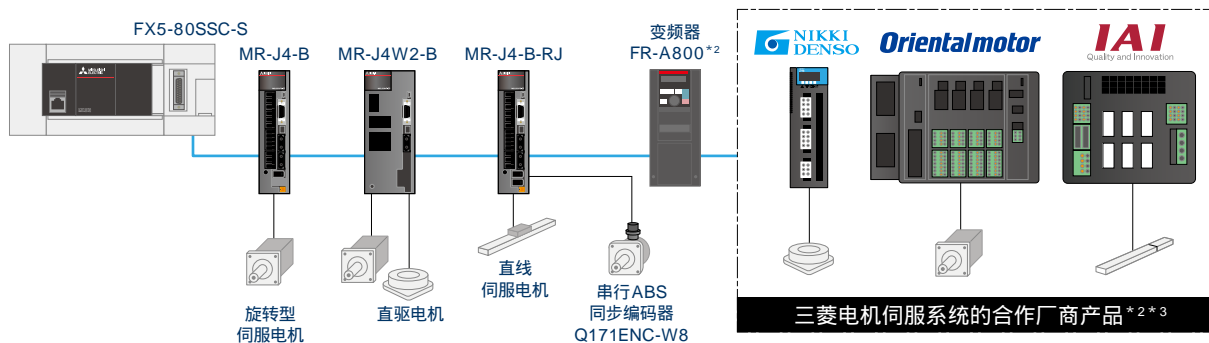 FX5-80SSC-S
MR-J4-B
MR-J4W2-B
MR-J4-B-RJ
变频器
FR-A800*2
NIKKI
DENSO
Orientalmotor
IAI
Quality and Innovation
MITSUBISHI
ELECTRIC
旋转型
伺服电机
直驱电机
直线
伺服电机
串行ABS
同步编码器
Q171ENC-W8
三菱电机伺服系统的合作厂商产品*2*3